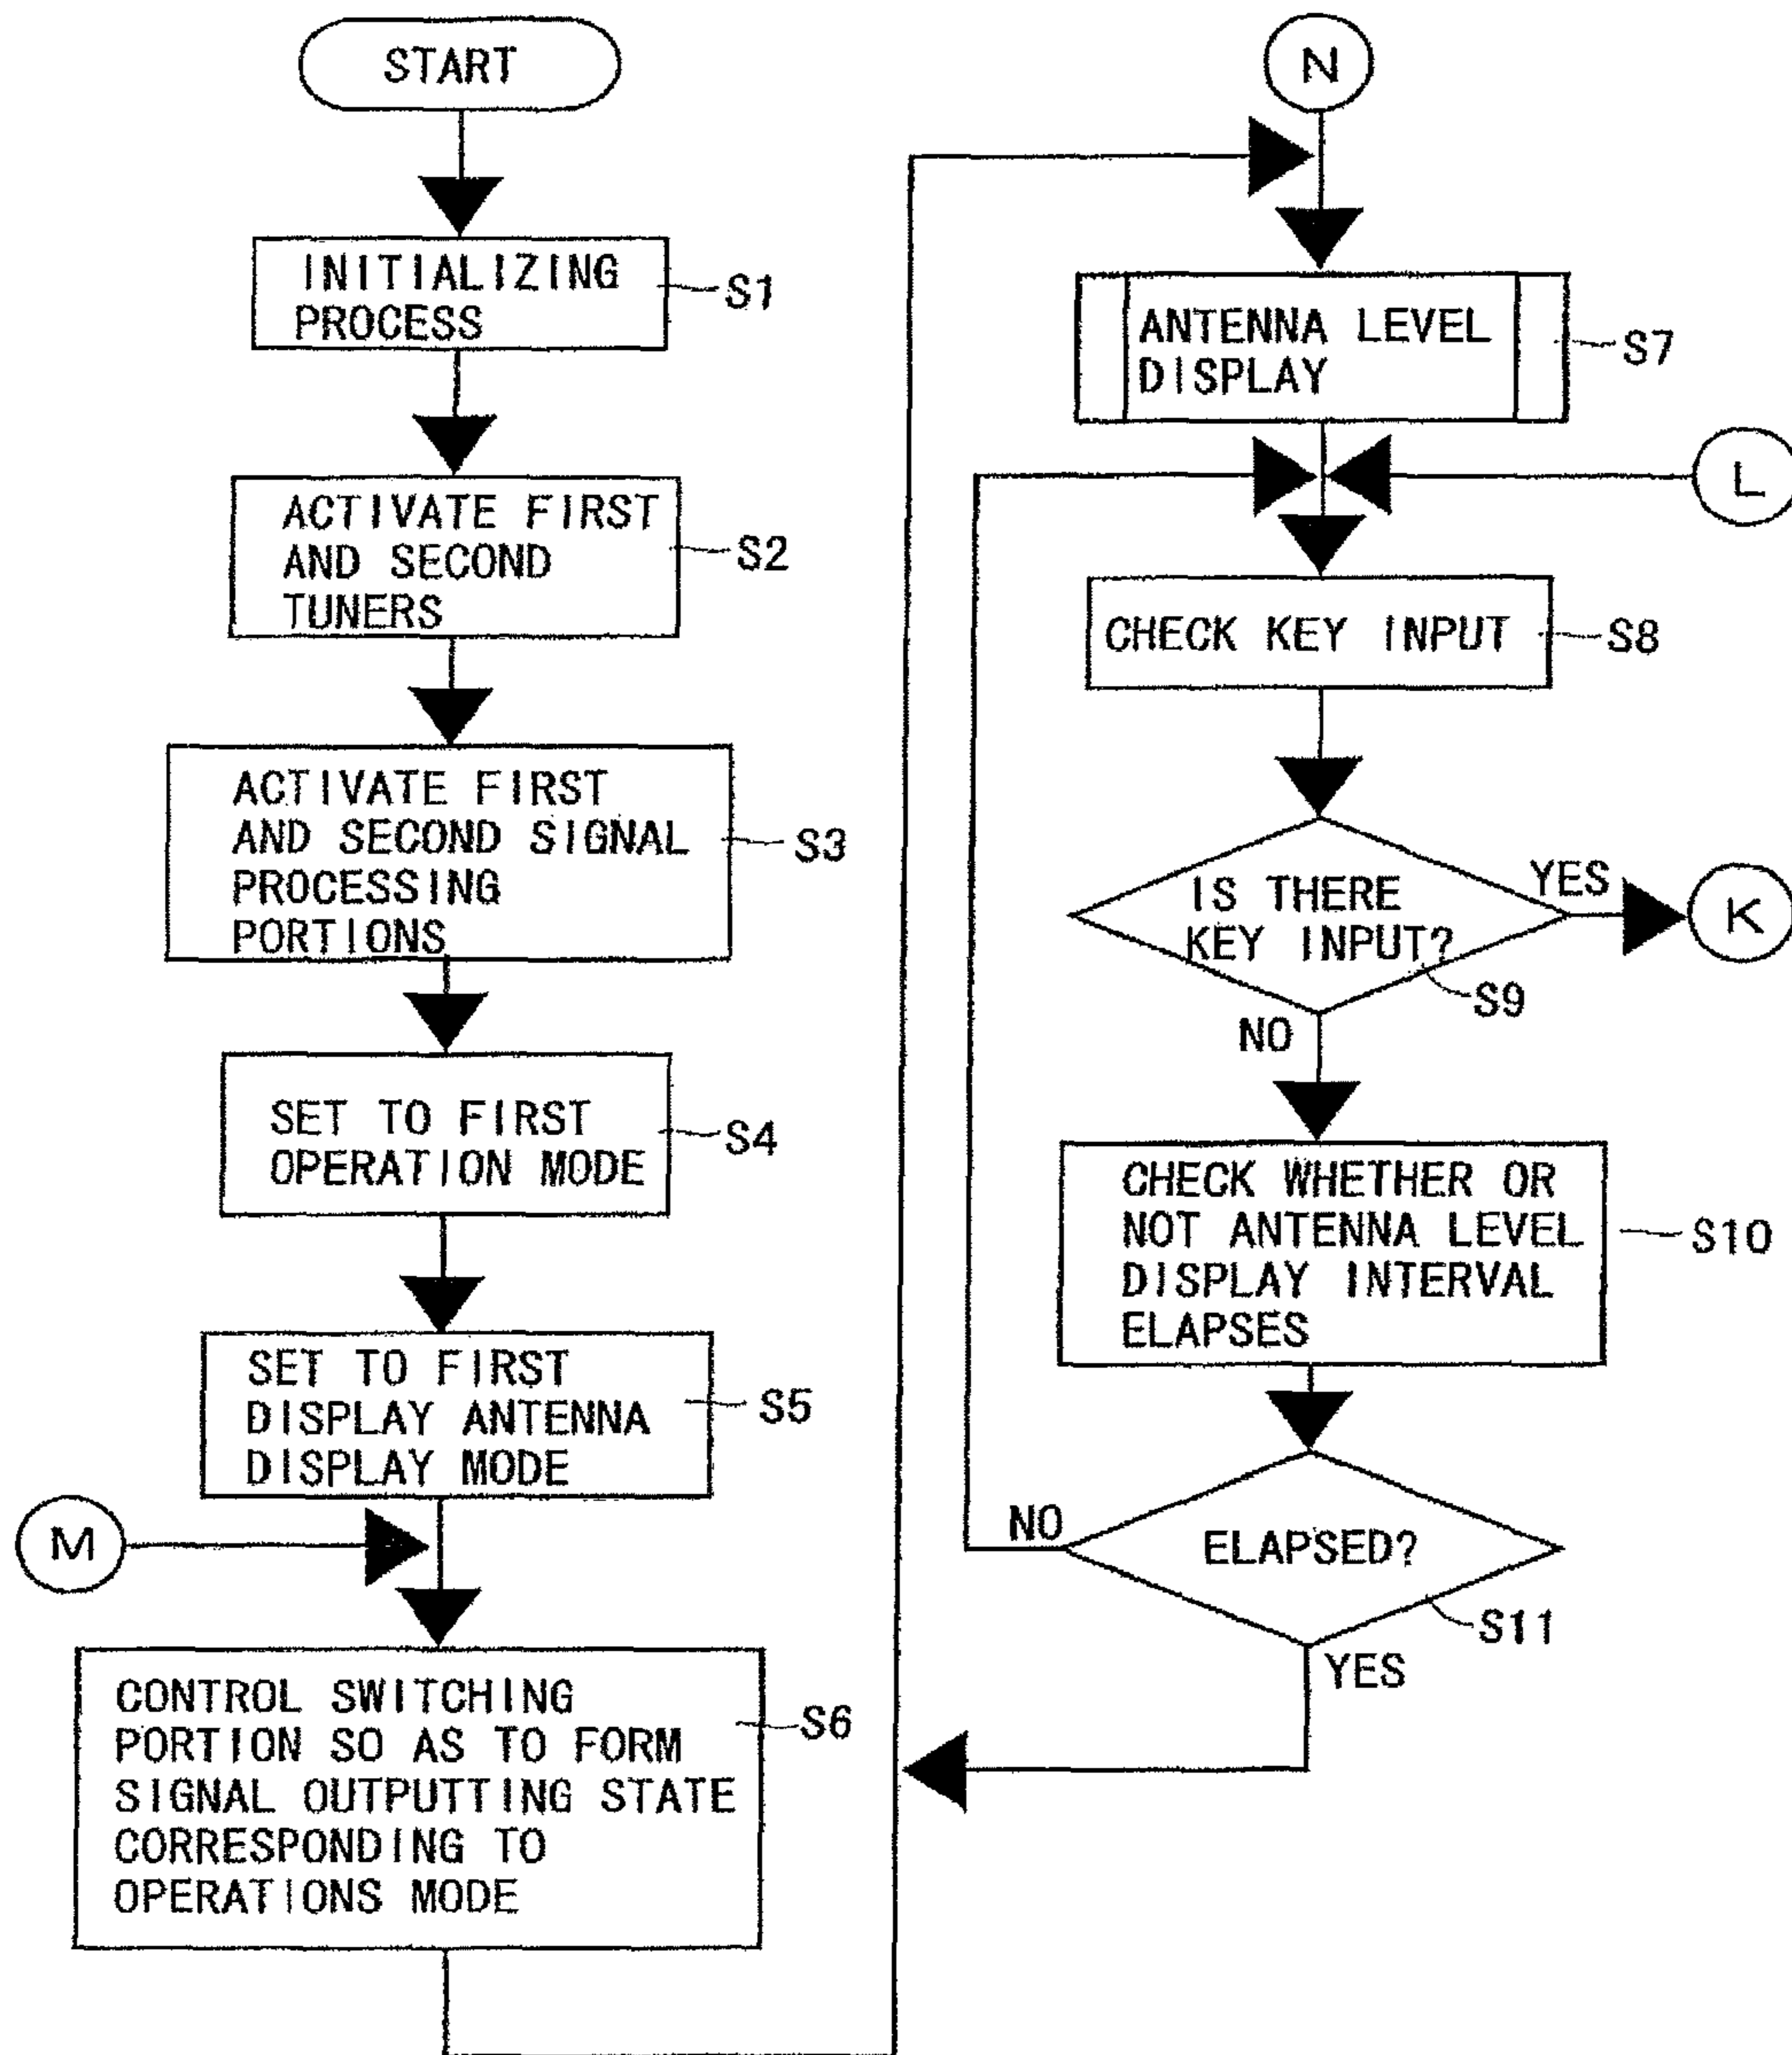 START
INITIALIZING
PROCESS
S1
ACTIVATE FIRST
AND SECOND
TUNERS
S2
ACTIVATE FIRST
AND SECOND SIGNAL
PROCESSING
PORTIONS
S3
SET TO FIRST
OPERATION MODE
S4
SET TO FIRST
DISPLAY ANTENNA
DISPLAY MODE
S5
M
CONTROL SWITCHING
PORTION SO AS TO FORM
SIGNAL OUTPUTTING STATE
CORRESPONDING TO
OPERATIONS MODE
S6
N
ANTENNA LEVEL
DISPLAY
S7
L
CHECK KEY INPUT
S8
IS THERE
KEY INPUT?
YES
K
S9
NO
CHECK WHETHER OR
NOT ANTENNA LEVEL
DISPLAY INTERVAL
ELAPSES
S10
NO
ELAPSED?
S11
YES